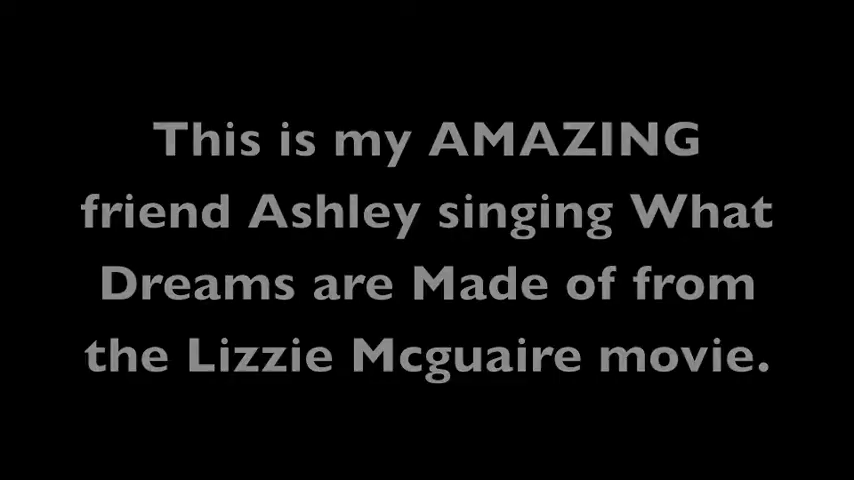 This is my AMAZING
friend Ashley singing What
Dreams are Made of from
the Lizzie Mcguaire movie.